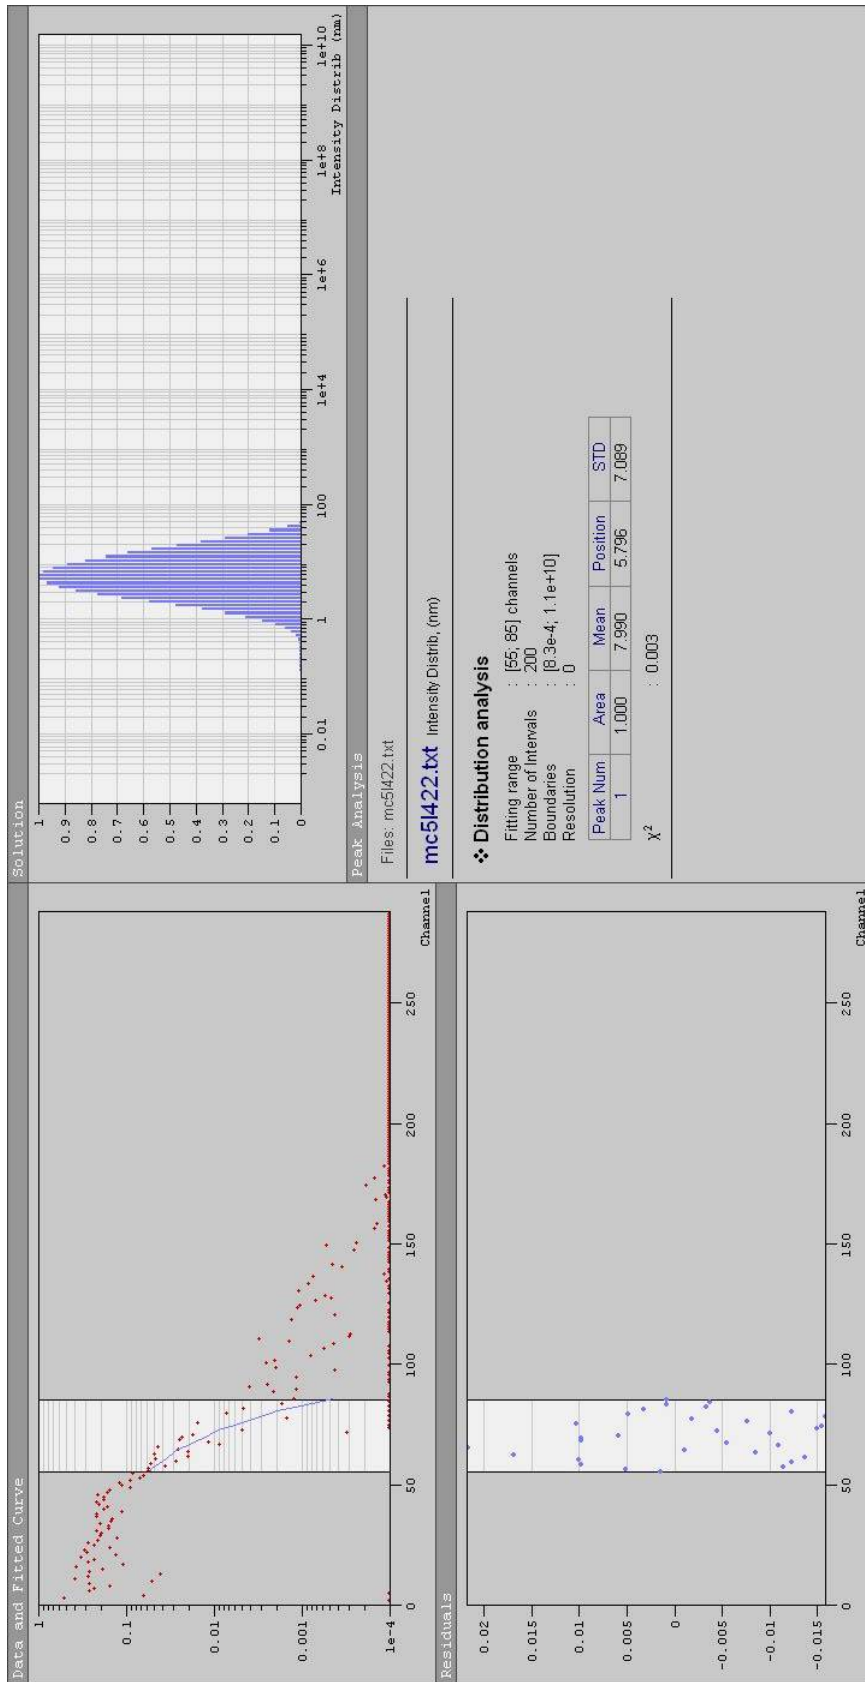 Data and Fitted Curve
1
0.1
0.01
0.001
1e-4
0
50
100
150
200
250
Channel
Residuals
0.02
0.015
0.01
0.005
0
-0.005
-0.01
-0.015
0
50
100
150
200
250
Channel
Solution
1
0.9
0.8
0.7
0.6
0.5
0.4
0.3
0.2
0.1
0
0.01
1
100
1e+4
1e+6
1e+8
1e+10
Intensity Distrib (nm)
Peak Analysis
Files: mc5l422.txt
mc5l422.txt Intensity Distrib, (nm)
❖ Distribution analysis
Fitting range : [55; 85] channels
Number of Intervals : 200
Boundaries : [8.3e-4; 1.1e+10]
Resolution : 0
Peak Num Area Mean Position STD
1 1.000 7.990 5.796 7.089
χ² : 0.003